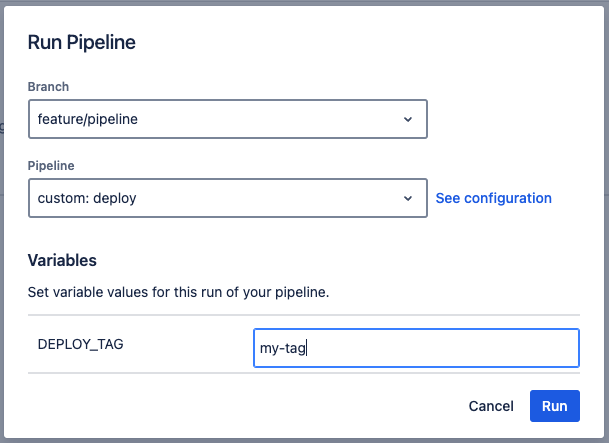 Run Pipeline
Branch
feature/pipeline
Pipeline
custom: deploy
See configuration
Variables
Set variable values for this run of your pipeline.
DEPLOY_TAG
my-tag
Cancel
Run